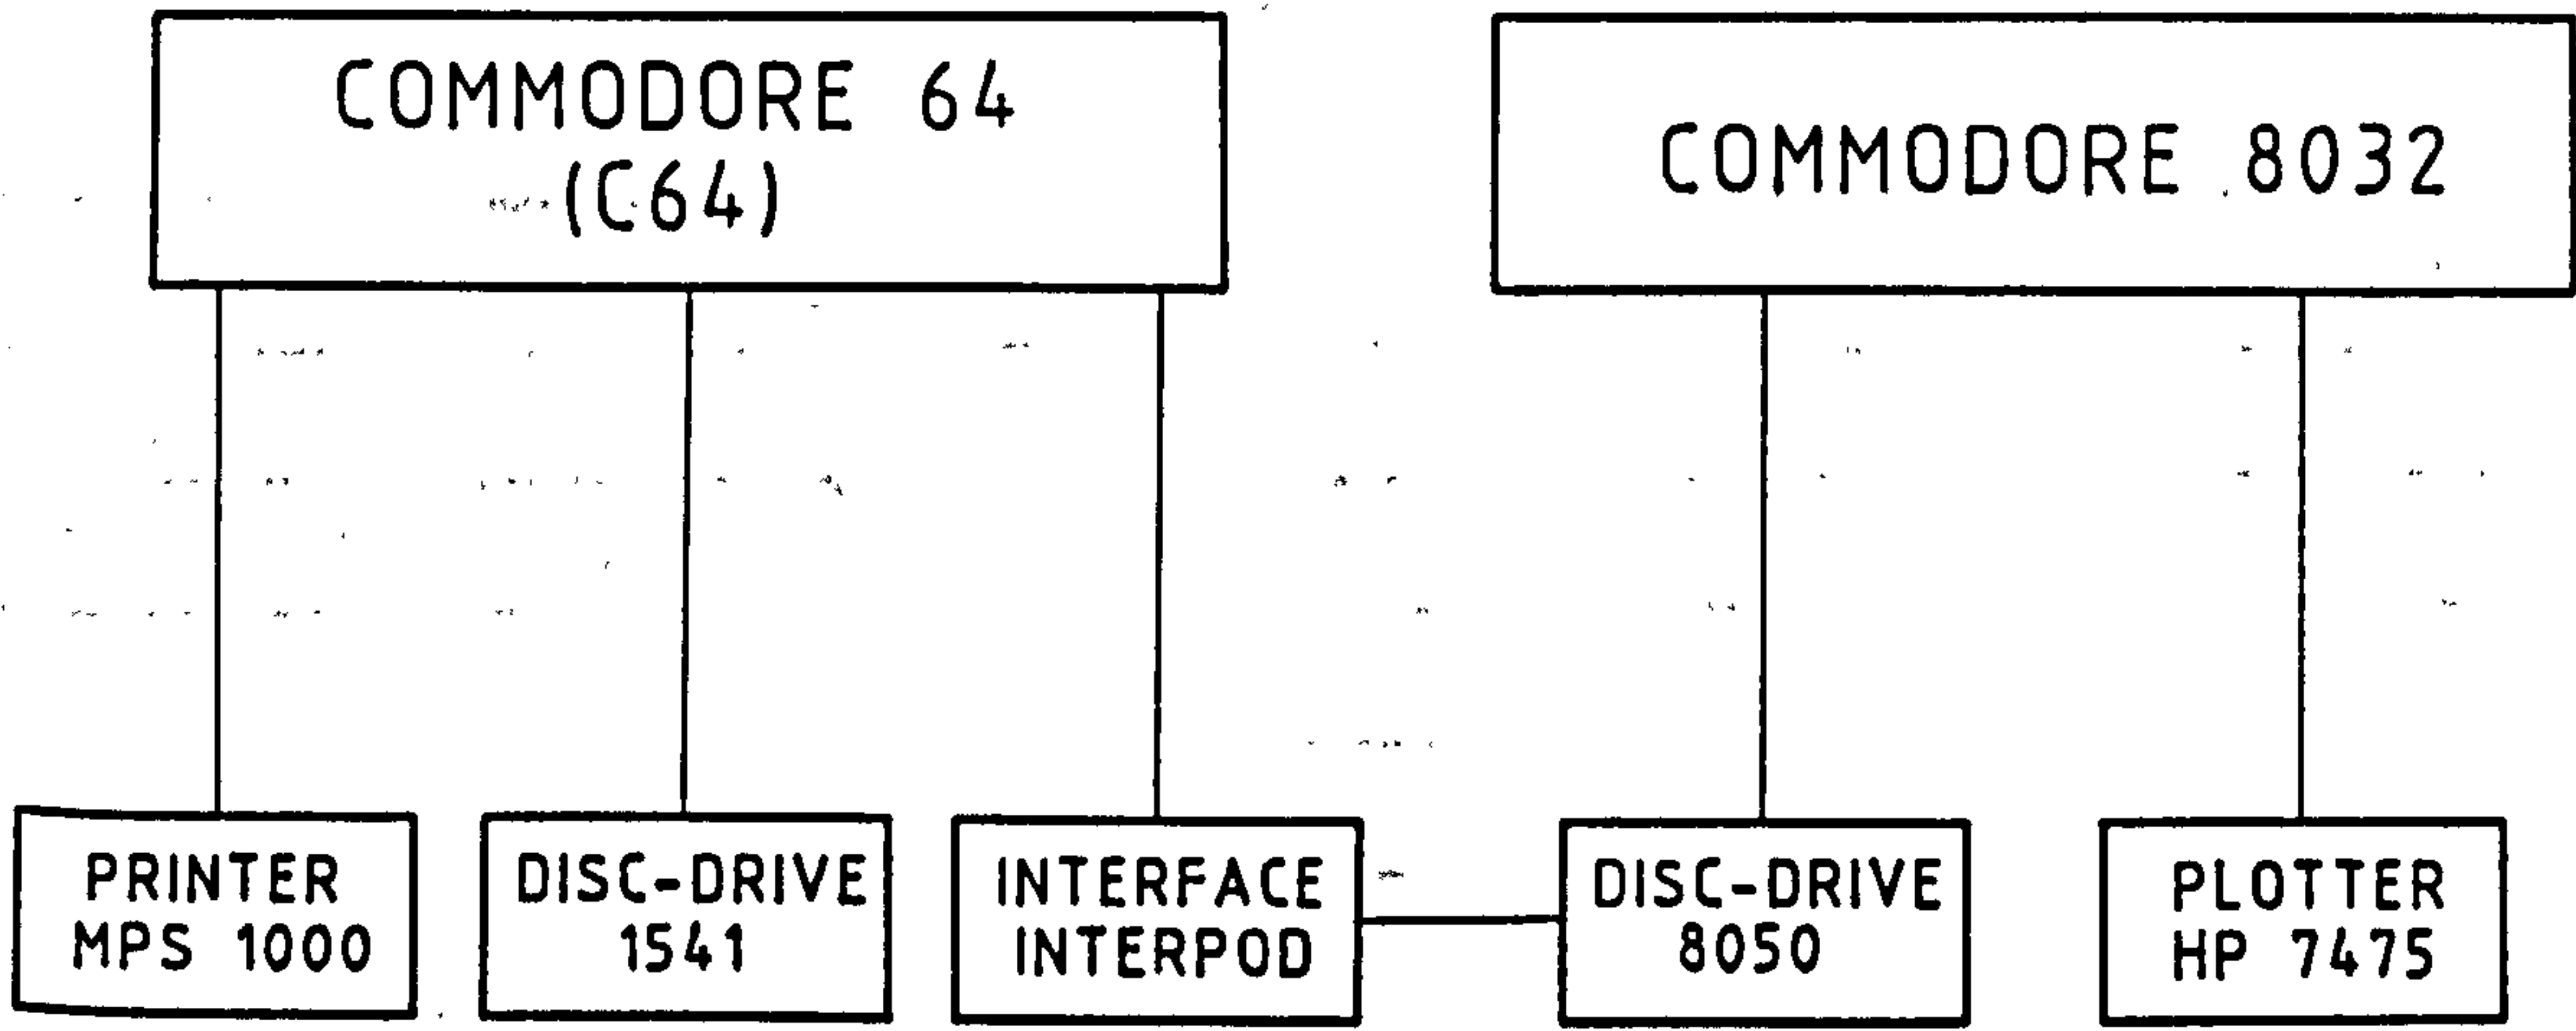 COMMODORE 64
(C64)
COMMODORE 8032
PRINTER
MPS 1000
DISC-DRIVE
1541
INTERFACE
INTERPOD
DISC-DRIVE
8050
PLOTTER
HP 7475